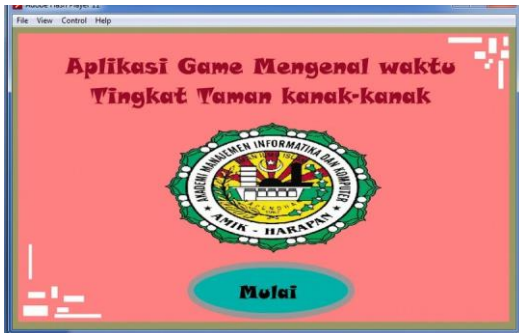 Adobe Flash Player 11
File View Control Help
Aplikasi Game Mengenal waktu
Tingkat Taman kanak-kanak
AKADEMI MANAJEMEN INFORMATIKA DAN KOMPUTER
AMIK - HARAPAN
Mulai